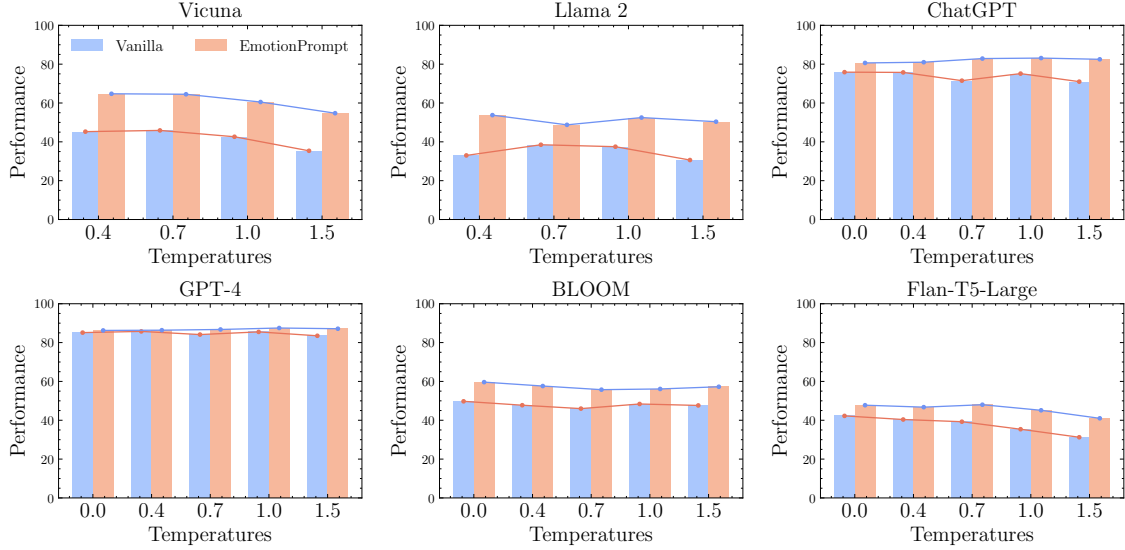 Vicuna
Vanilla
EmotionPrompt
Performance
100
80
60
40
20
0
0.4 0.7 1.0 1.5
Temperatures
Llama 2
Performance
100
80
60
40
20
0
0.4 0.7 1.0 1.5
Temperatures
ChatGPT
Performance
100
80
60
40
20
0
0.0 0.4 0.7 1.0 1.5
Temperatures
GPT-4
Performance
100
80
60
40
20
0
0.0 0.4 0.7 1.0 1.5
Temperatures
BLOOM
Performance
100
80
60
40
20
0
0.0 0.4 0.7 1.0 1.5
Temperatures
Flan-T5-Large
Performance
100
80
60
40
20
0
0.0 0.4 0.7 1.0 1.5
Temperatures